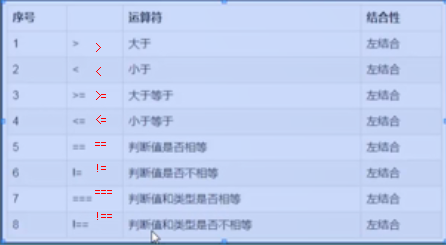 序号 运算符 结合性
1 > > 大于 左结合
2 < < 小于 左结合
3 >= >= 大于等于 左结合
4 <= <= 小于等于 左结合
5 == == 判断值是否相等 左结合
6 != != 判断值是否不相等 左结合
7 === === 判断值和类型是否相等 左结合
8 !== !== 判断值和类型是否不相等 左结合